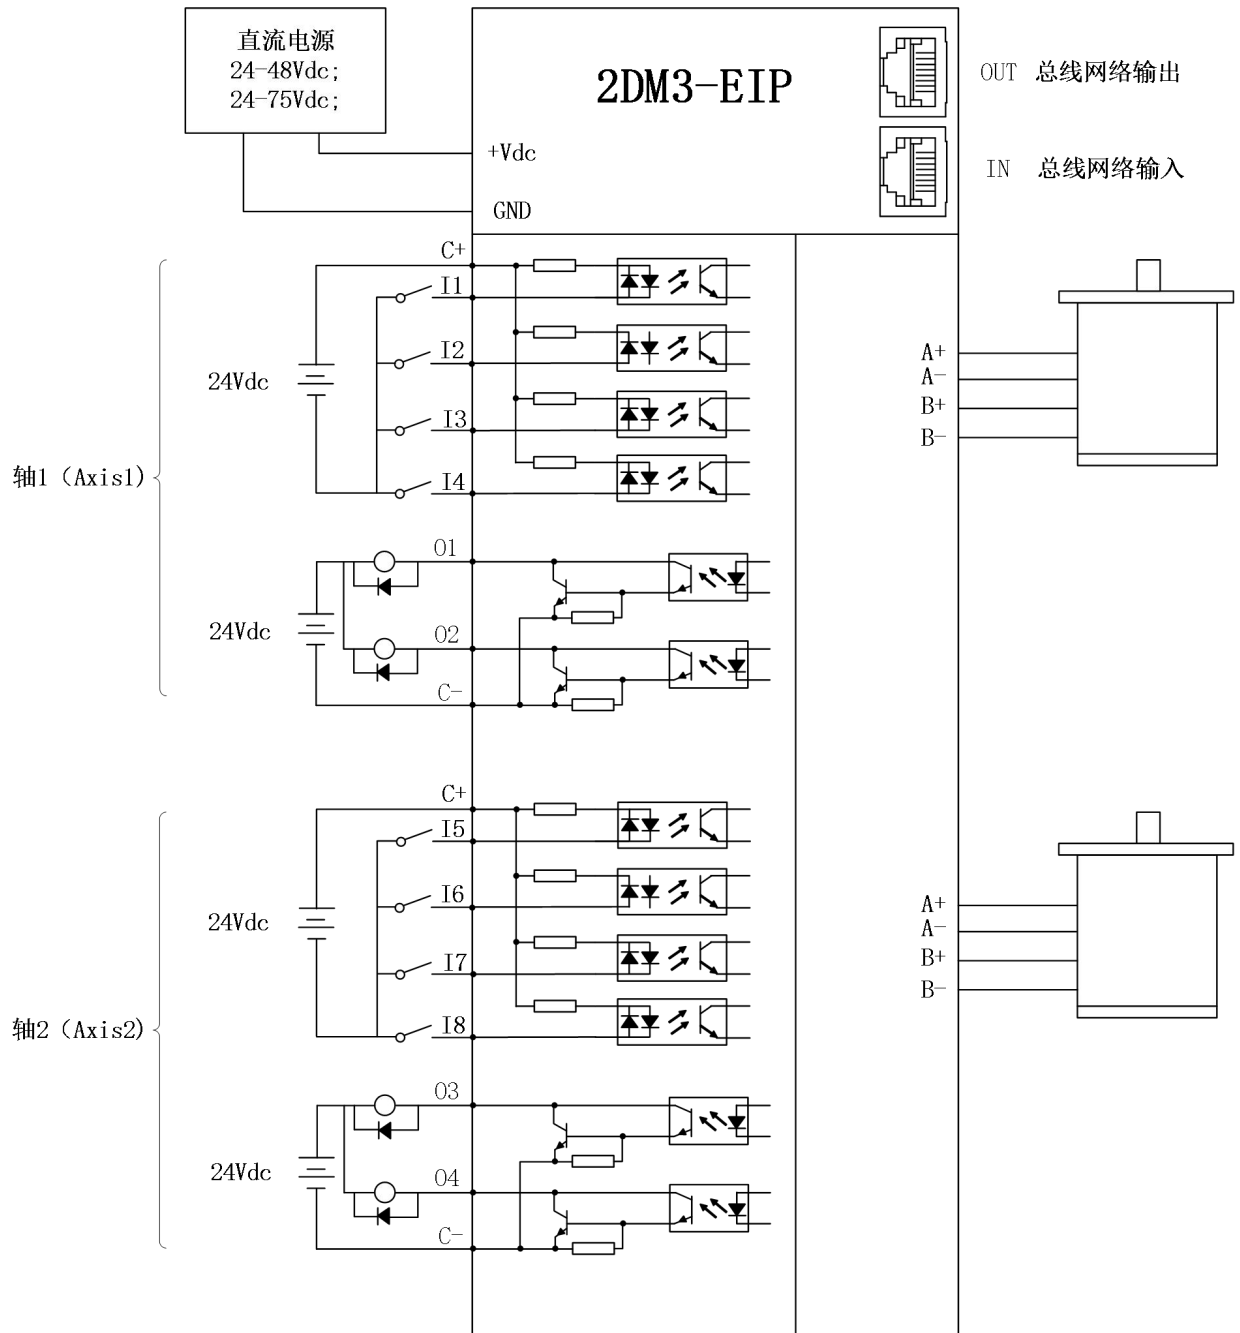 直流电源
24-48Vdc;
24-75Vdc;
2DM3-EIP
OUT 总线网络输出
IN 总线网络输入
+Vdc
GND
C+
I1
I2
24Vdc
I3
I4
轴1（Axis1）
O1
24Vdc
O2
C-
A+
A-
B+
B-
C+
I5
I6
24Vdc
I7
I8
轴2（Axis2）
O3
24Vdc
O4
C-
A+
A-
B+
B-